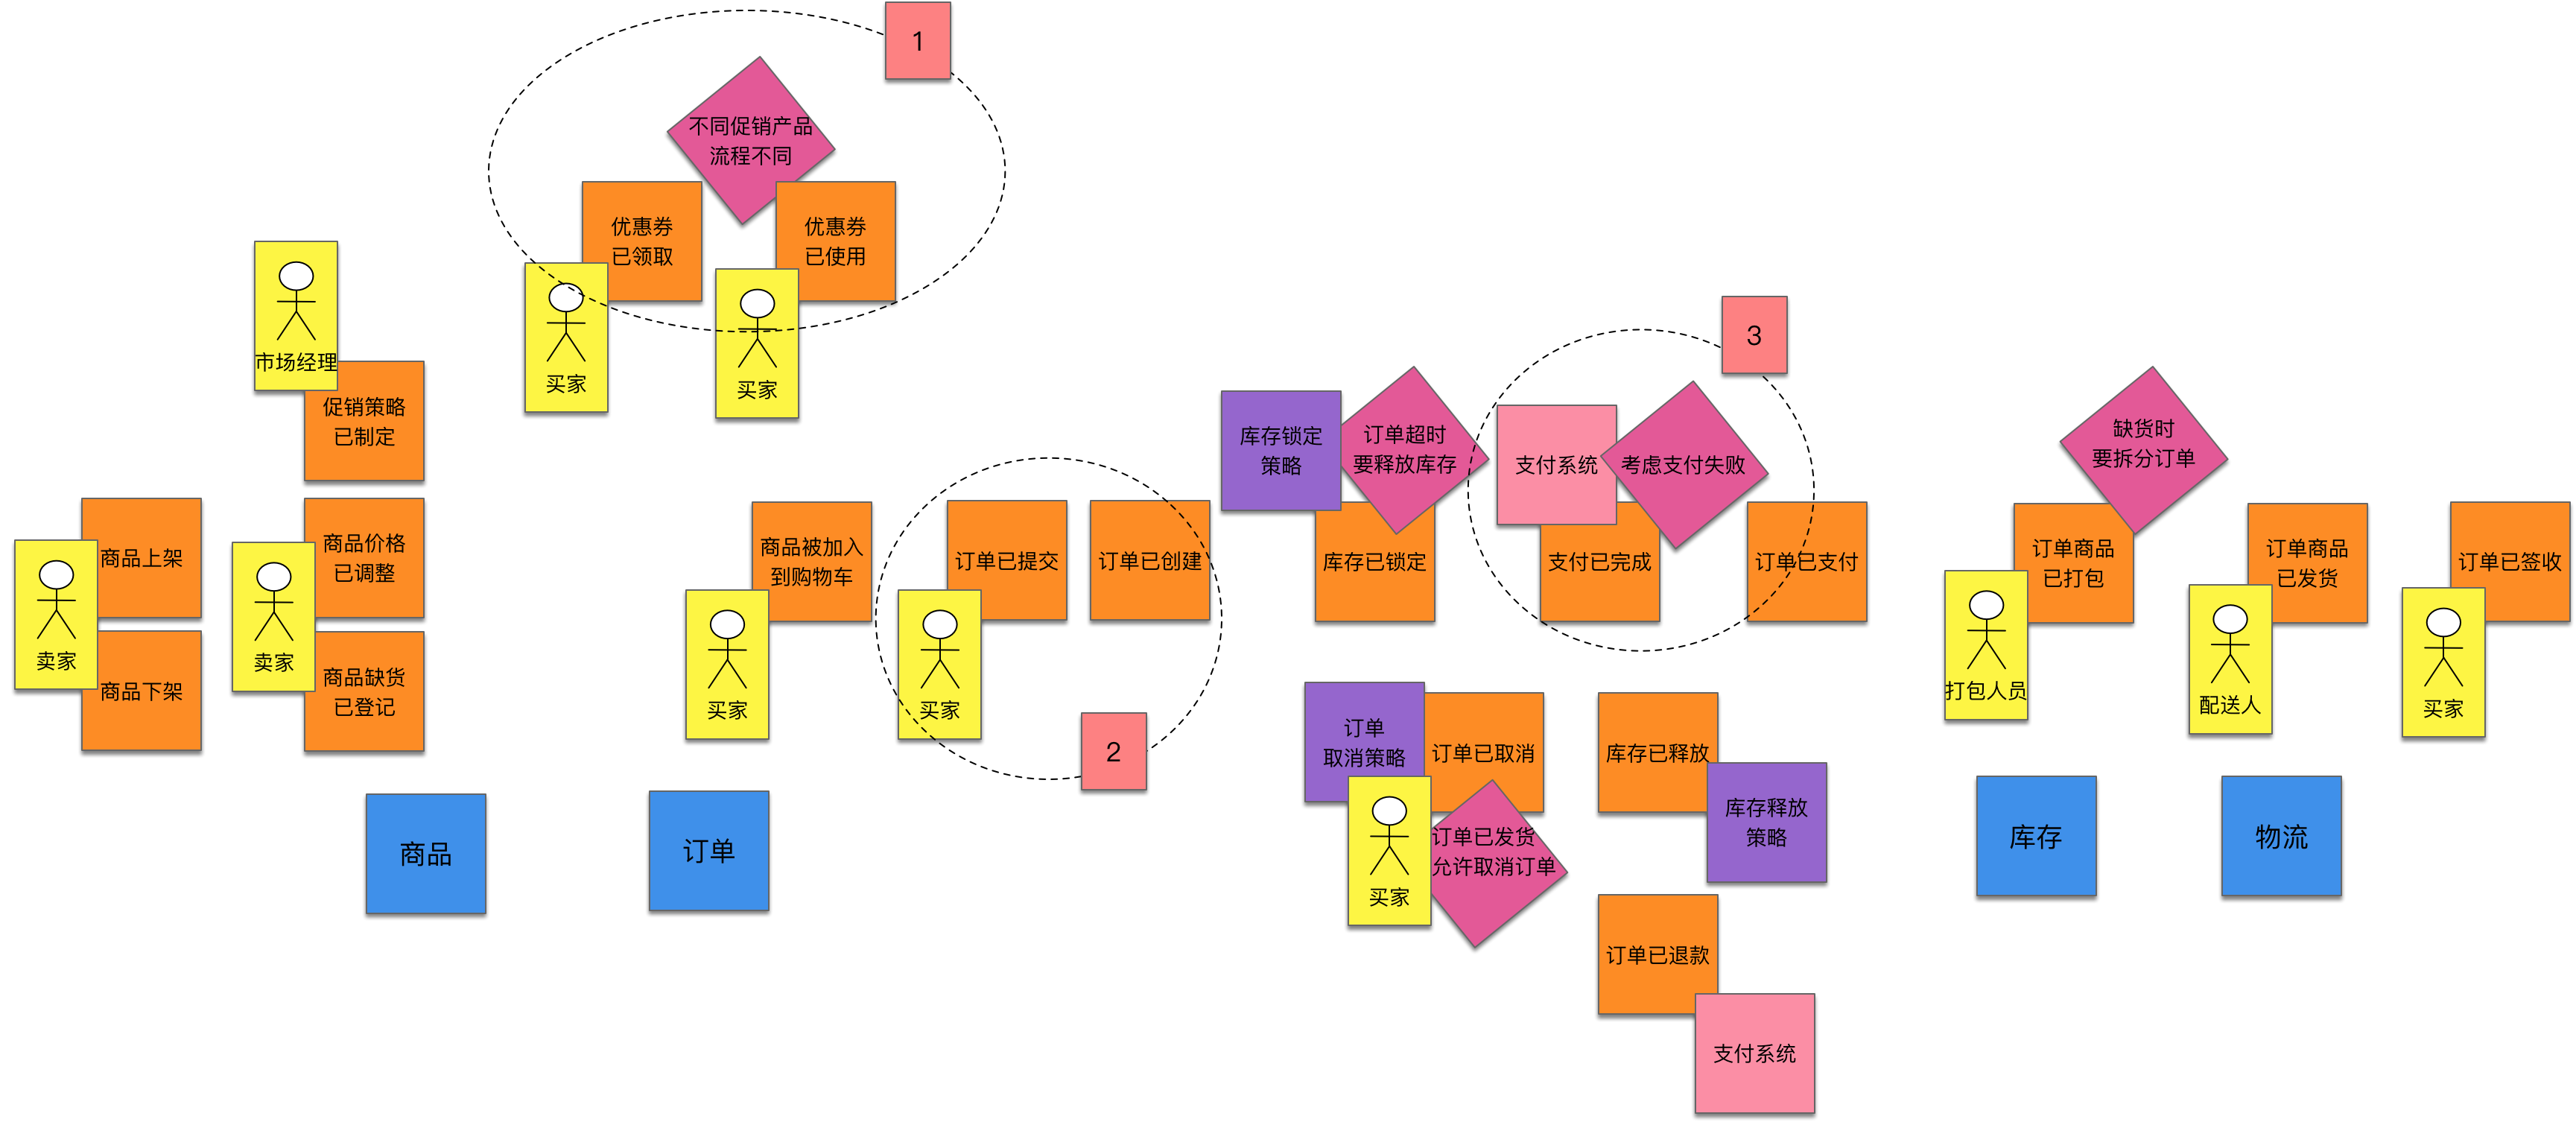 1
不同促销产品
流程不同
优惠券
已领取
优惠券
已使用
买家
买家
市场经理
促销策略
已制定
商品上架
商品下架
卖家
商品价格
已调整
商品缺货
已登记
卖家
商品被加入
到购物车
买家
订单已提交
订单已创建
买家
2
库存锁定
策略
订单超时
要释放库存
库存已锁定
3
支付系统
考虑支付失败
支付已完成
订单已支付
缺货时
要拆分订单
订单商品
已打包
打包人员
订单商品
已发货
配送人
订单已签收
买家
订单
取消策略
订单已取消
买家
订单已发货
允许取消订单
库存已释放
库存释放
策略
订单已退款
支付系统
商品
订单
库存
物流